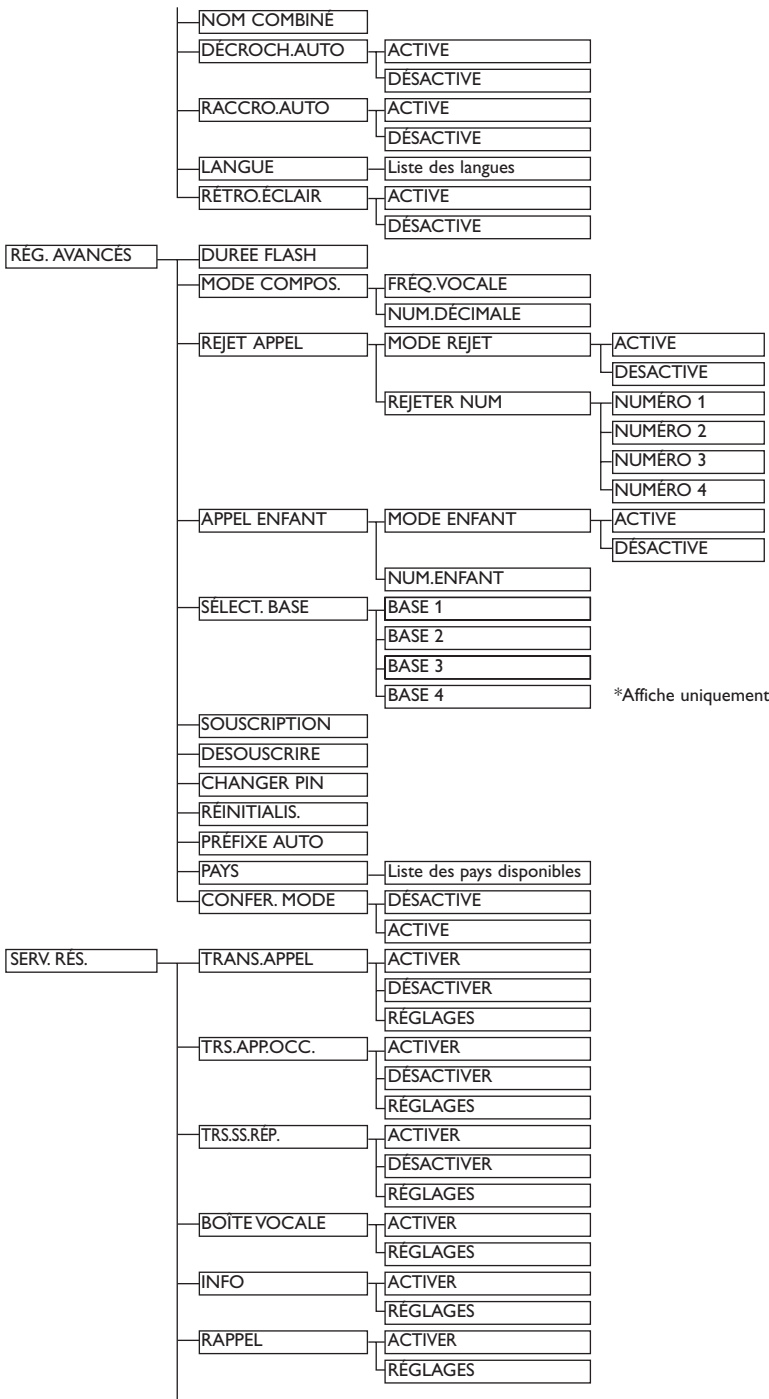 NOM COMBINÉ
DÉCROCH.AUTO ACTIVE
DÉSACTIVE
RACCRO.AUTO ACTIVE
DÉSACTIVE
LANGUE Liste des langues
RÉTRO.ÉCLAIR ACTIVE
DÉSACTIVE
RÉG. AVANCÉS DUREE FLASH
MODE COMPOS. FRÉQ.VOCALE
NUM.DÉCIMALE
REJET APPEL MODE REJET ACTIVE
DESACTIVE
REJETER NUM NUMÉRO 1
NUMÉRO 2
NUMÉRO 3
NUMÉRO 4
APPEL ENFANT MODE ENFANT ACTIVE
DÉSACTIVE
NUM.ENFANT
SÉLECT. BASE BASE 1
BASE 2
BASE 3
BASE 4 *Affiche uniquement
SOUSCRIPTION
DESOUSCRIRE
CHANGER PIN
RÉINITIALIS.
PRÉFIXE AUTO
PAYS Liste des pays disponibles
CONFER. MODE DÉSACTIVE
ACTIVE
SERV. RÉS. TRANS.APPEL ACTIVER
DÉSACTIVER
RÉGLAGES
TRS.APP.OCC. ACTIVER
DÉSACTIVER
RÉGLAGES
TRS.SS.RÉP. ACTIVER
DÉSACTIVER
RÉGLAGES
BOÎTE VOCALE ACTIVER
RÉGLAGES
INFO ACTIVER
RÉGLAGES
RAPPEL ACTIVER
RÉGLAGES